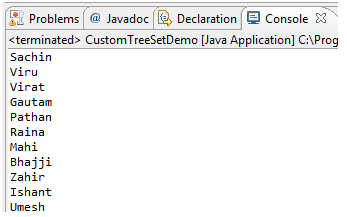 Problems @ Javadoc Declaration Console
<terminated> CustomTreeSetDemo [Java Application] C:\Prog
Sachin
Viru
Virat
Gautam
Pathan
Raina
Mahi
Bhajji
Zahir
Ishant
Umesh